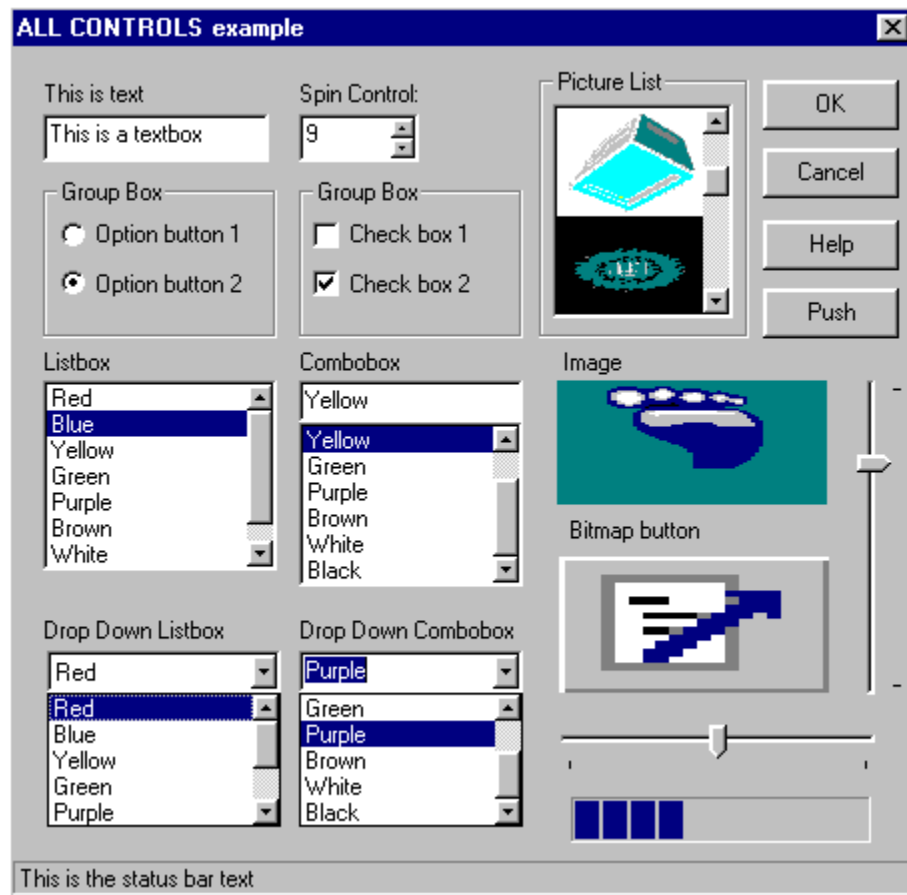 ALL CONTROLS example
This is text
This is a textbox
Spin Control:
9
Picture List
OK
Cancel
Help
Push
Group Box
Option button 1
Option button 2
Group Box
Check box 1
Check box 2
Listbox
Red
Blue
Yellow
Green
Purple
Brown
White
Combobox
Yellow
Yellow
Green
Purple
Brown
White
Black
Image
Bitmap button
Drop Down Listbox
Red
Red
Blue
Yellow
Green
Purple
Drop Down Combobox
Purple
Green
Purple
Brown
White
Black
This is the status bar text